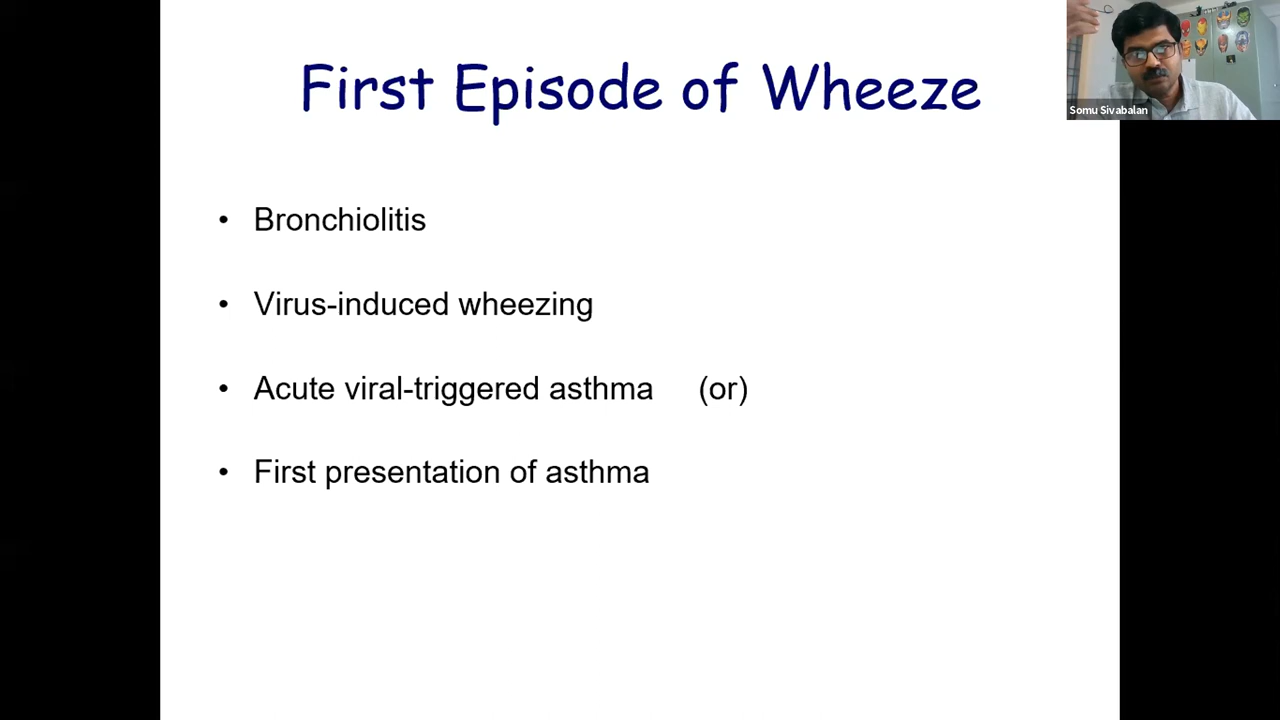 First Episode of Wheeze
Somu Sivabalan
• Bronchiolitis
• Virus-induced wheezing
• Acute viral-triggered asthma (or)
• First presentation of asthma